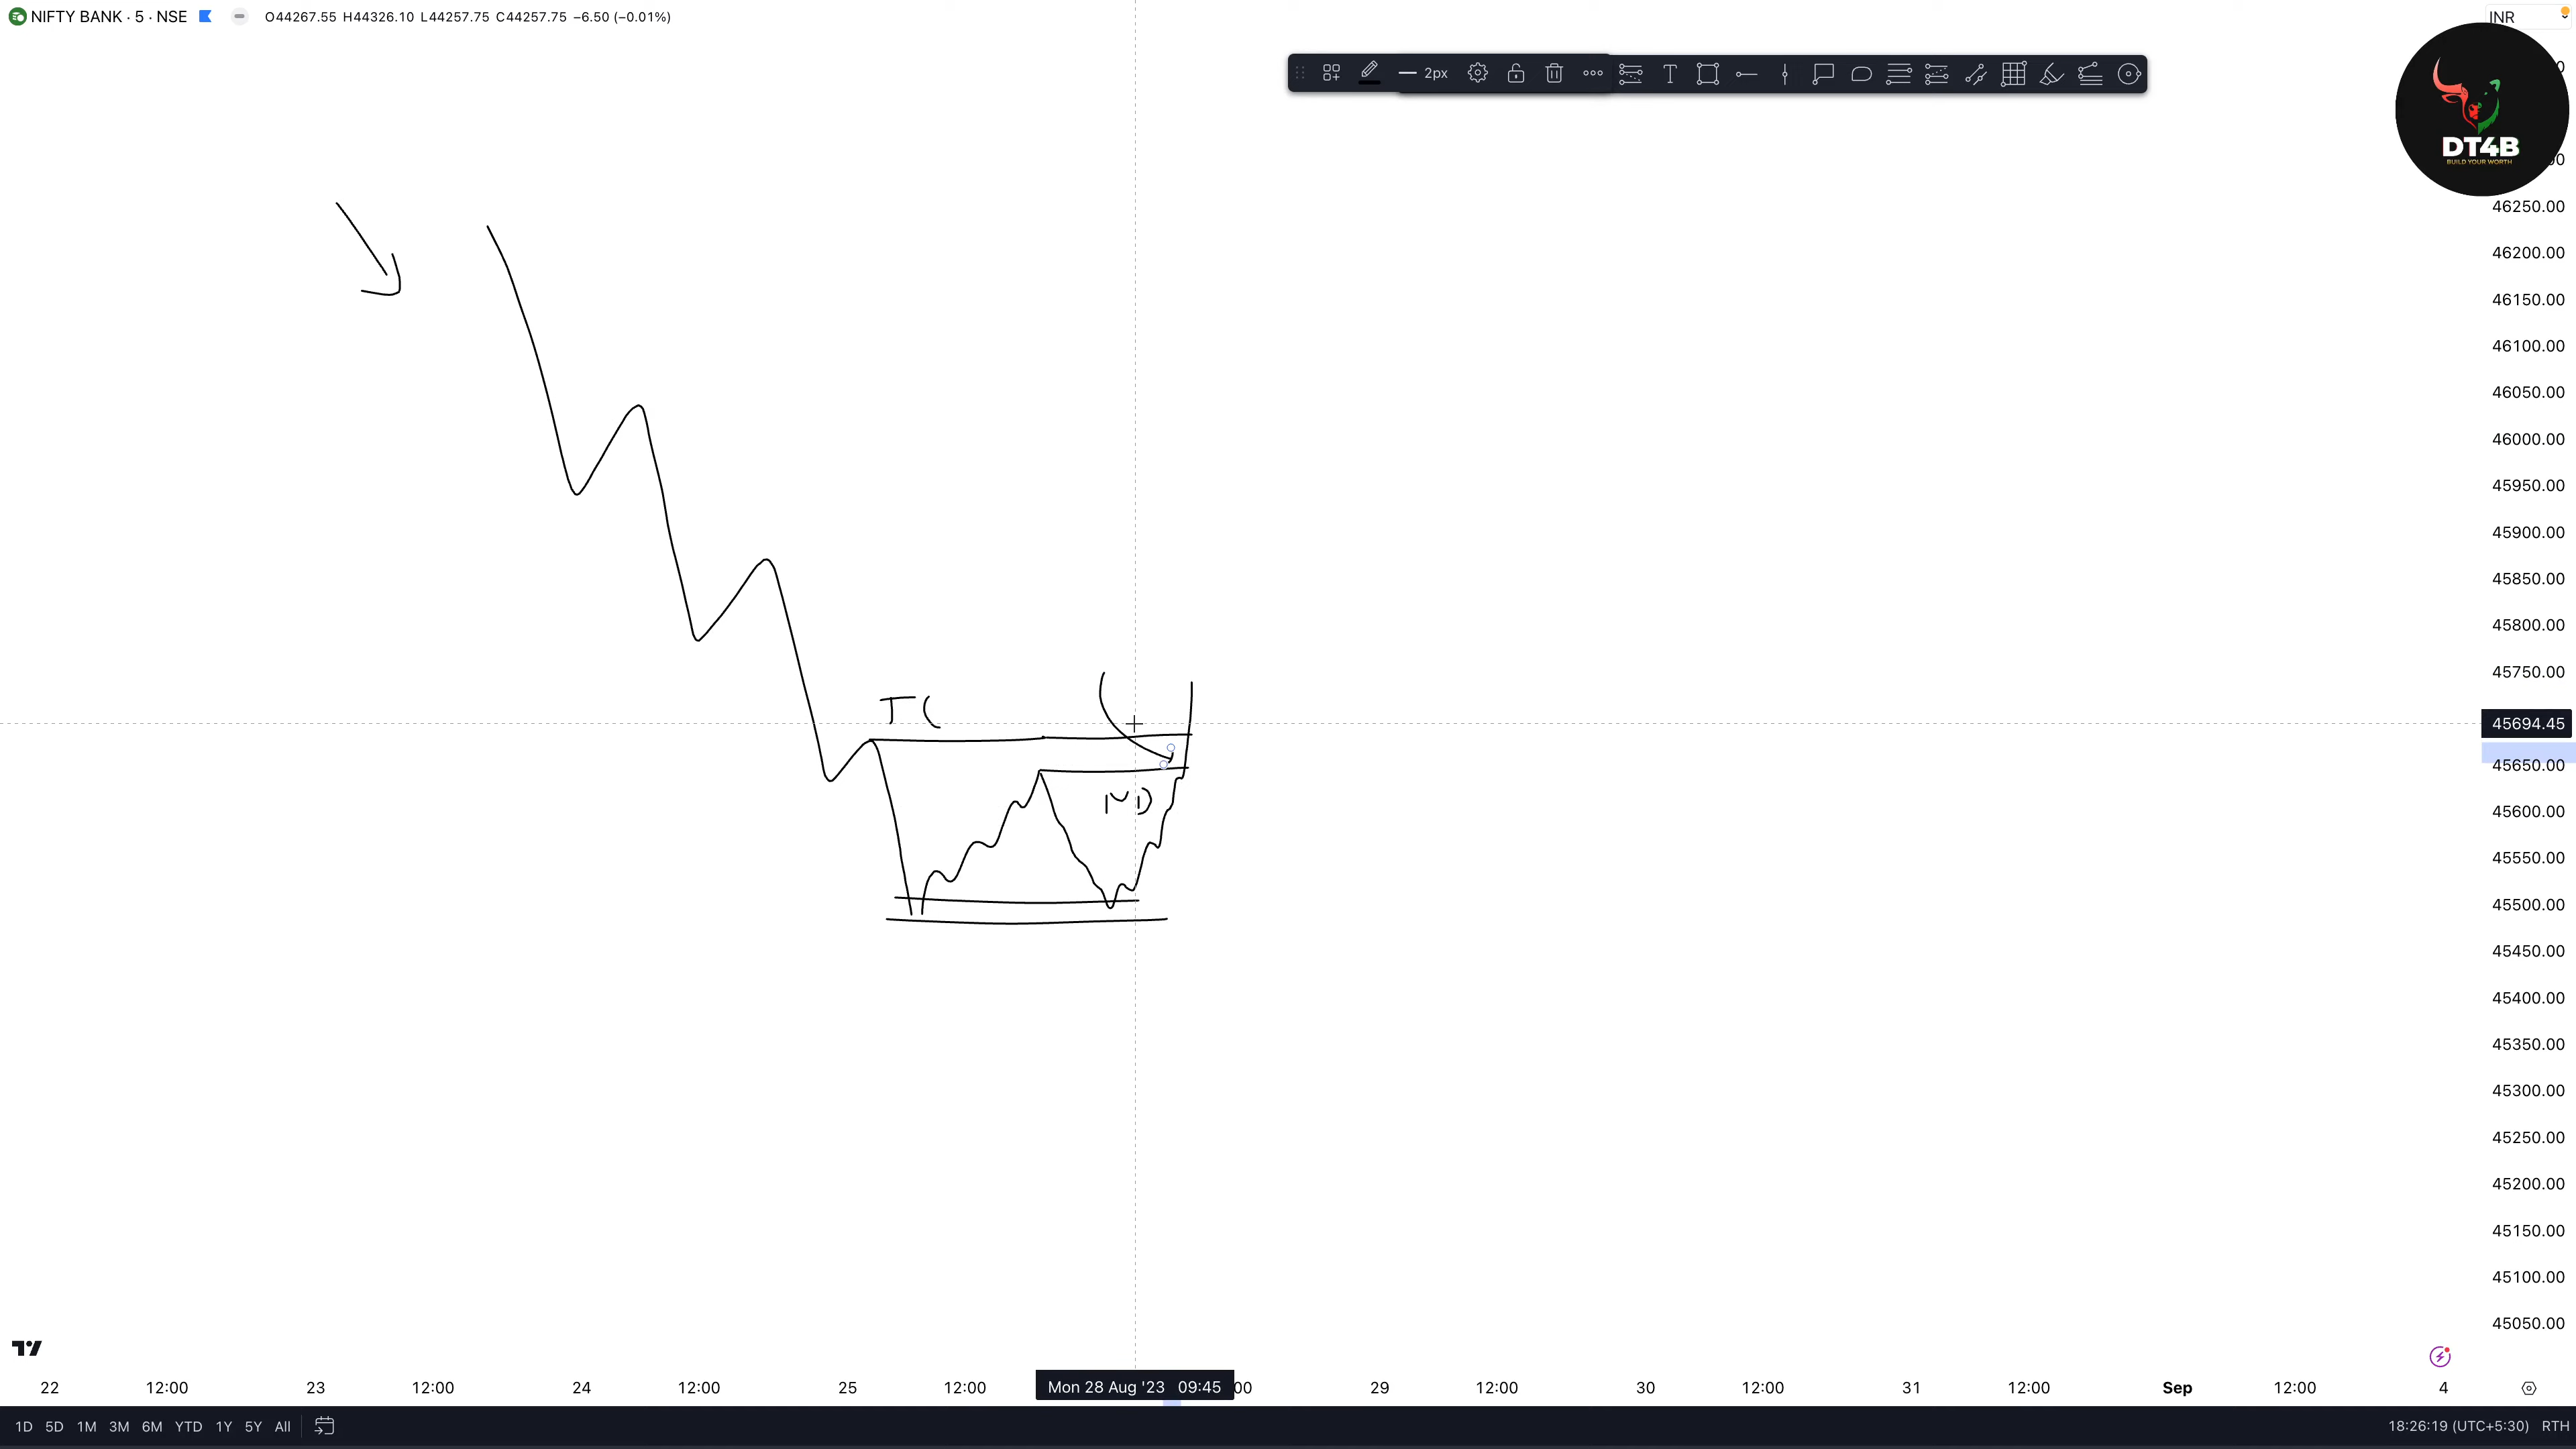 NIFTY BANK · 5 · NSE O44267.55 H44326.10 L44257.75 C44257.75 −6.50 (−0.01%)
INR
2px
T
DT4B
BUILD YOUR WORTH
46250.00
46200.00
46150.00
46100.00
46050.00
46000.00
45950.00
45900.00
45850.00
45800.00
45750.00
TC
45694.45
45650.00
MD
45600.00
45550.00
45500.00
45450.00
45400.00
45350.00
45300.00
45250.00
45200.00
45150.00
45100.00
45050.00
22 12:00 23 12:00 24 12:00 25 12:00 Mon 28 Aug '23 09:45 :00 29 12:00 30 12:00 31 12:00 Sep 12:00 4
1D 5D 1M 3M 6M YTD 1Y 5Y All 18:26:19 (UTC+5:30) RTH